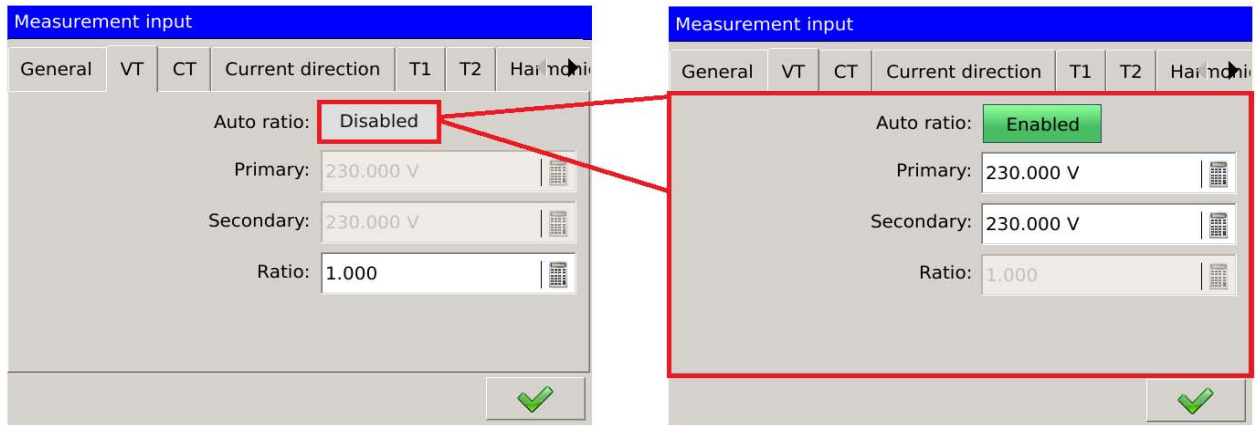 Measurement input
General VT CT Current direction T1 T2
Auto ratio: Disabled
Primary: 230.000 V
Secondary: 230.000 V
Ratio: 1.000
Measurement input
General VT CT Current direction T1 T2
Auto ratio: Enabled
Primary: 230.000 V
Secondary: 230.000 V
Ratio: 1.000